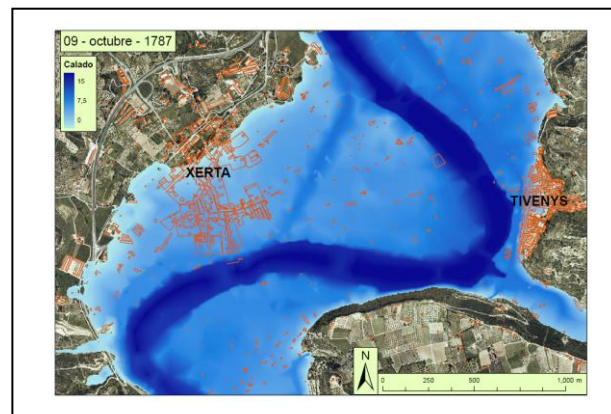 09 - octubre - 1787
Calado
15
7,5
0
XERTA
TIVENYS
N
0 250 500 1,000 m